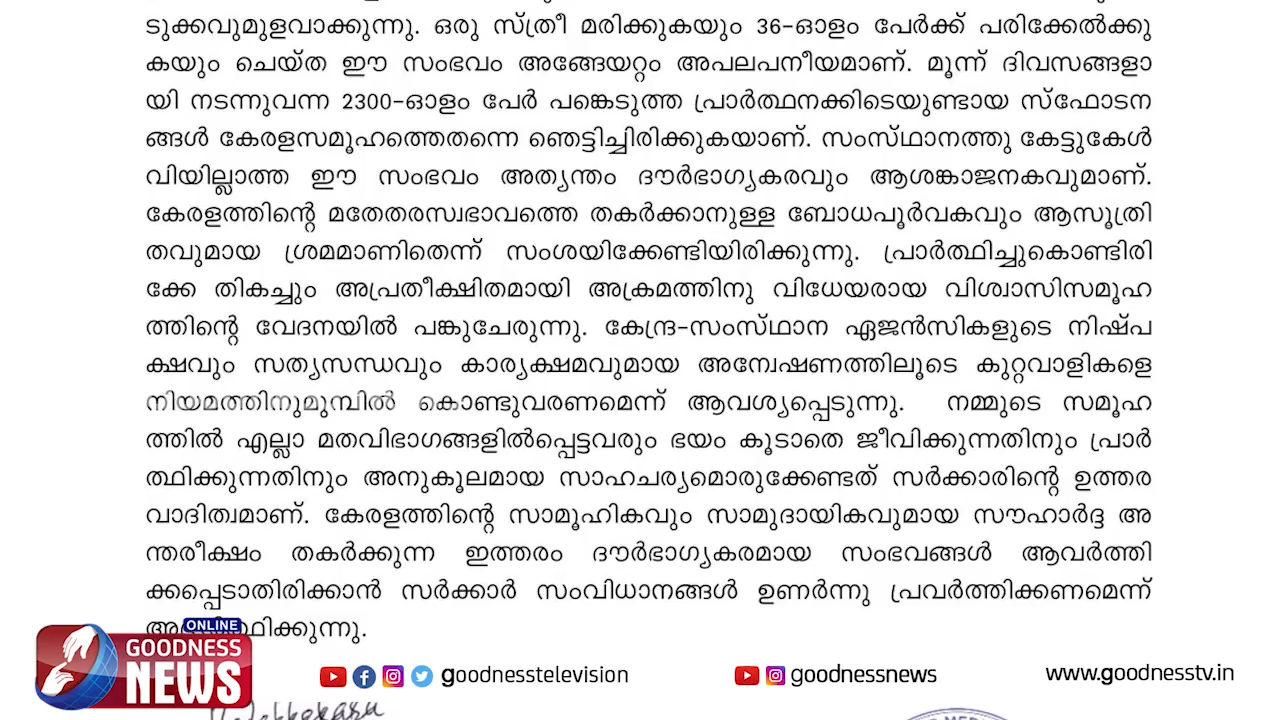 ടുക്കവുമുളവാക്കുന്നു. ഒരു സ്ത്രീ മരിക്കുകയും 36-ഓളം പേർക്ക് പരിക്കേൽക്കു
കയും ചെയ്ത ഈ സംഭവം അങ്ങേയറ്റം അപലപനീയമാണ്. മൂന്ന് ദിവസങ്ങളാ
യി നടന്നുവന്ന 2300-ഓളം പേർ പങ്കെടുത്ത പ്രാർത്ഥനക്കിടെയുണ്ടായ സ്ഫോടന
ങ്ങൾ കേരളസമൂഹത്തെതന്നെ ഞെട്ടിച്ചിരിക്കുകയാണ്. സംസ്ഥാനത്തു കേട്ടുകേൾ
വിയില്ലാത്ത ഈ സംഭവം അത്യന്തം ദൗർഭാഗ്യകരവും ആശങ്കാജനകവുമാണ്.
കേരളത്തിന്റെ മതേതരസ്വഭാവത്തെ തകർക്കാനുള്ള ബോധപൂർവകവും ആസൂത്രി
തവുമായ ശ്രമമാണിതെന്ന് സംശയിക്കേണ്ടിയിരിക്കുന്നു. പ്രാർത്ഥിച്ചുകൊണ്ടിരി
ക്കേ തികച്ചും അപ്രതീക്ഷിതമായി അക്രമത്തിനു വിധേയരായ വിശ്വാസിസമൂഹ
ത്തിന്റെ വേദനയിൽ പങ്കുചേരുന്നു. കേന്ദ്ര-സംസ്ഥാന ഏജൻസികളുടെ നിഷ്പ
ക്ഷവും സത്യസന്ധവും കാര്യക്ഷമവുമായ അന്വേഷണത്തിലൂടെ കുറ്റവാളികളെ
നിയമത്തിനുമുമ്പിൽ കൊണ്ടുവരണമെന്ന് ആവശ്യപ്പെടുന്നു. നമ്മുടെ സമൂഹ
ത്തിൽ എല്ലാ മതവിഭാഗങ്ങളിൽപ്പെട്ടവരും ഭയം കൂടാതെ ജീവിക്കുന്നതിനും പ്രാർ
ത്ഥിക്കുന്നതിനും അനുകൂലമായ സാഹചര്യമൊരുക്കേണ്ടത് സർക്കാരിന്റെ ഉത്തര
വാദിത്വമാണ്. കേരളത്തിന്റെ സാമൂഹികവും സാമുദായികവുമായ സൗഹാർദ്ദ അ
ന്തരീക്ഷം തകർക്കുന്ന ഇത്തരം ദൗർഭാഗ്യകരമായ സംഭവങ്ങൾ ആവർത്തി
ക്കപ്പെടാതിരിക്കാൻ സർക്കാർ സംവിധാനങ്ങൾ ഉണർന്നു പ്രവർത്തിക്കണമെന്ന്
ONLINE
GOODNESS
NEWS
goodnesstelevision
goodnessnews
www.goodnesstv.in